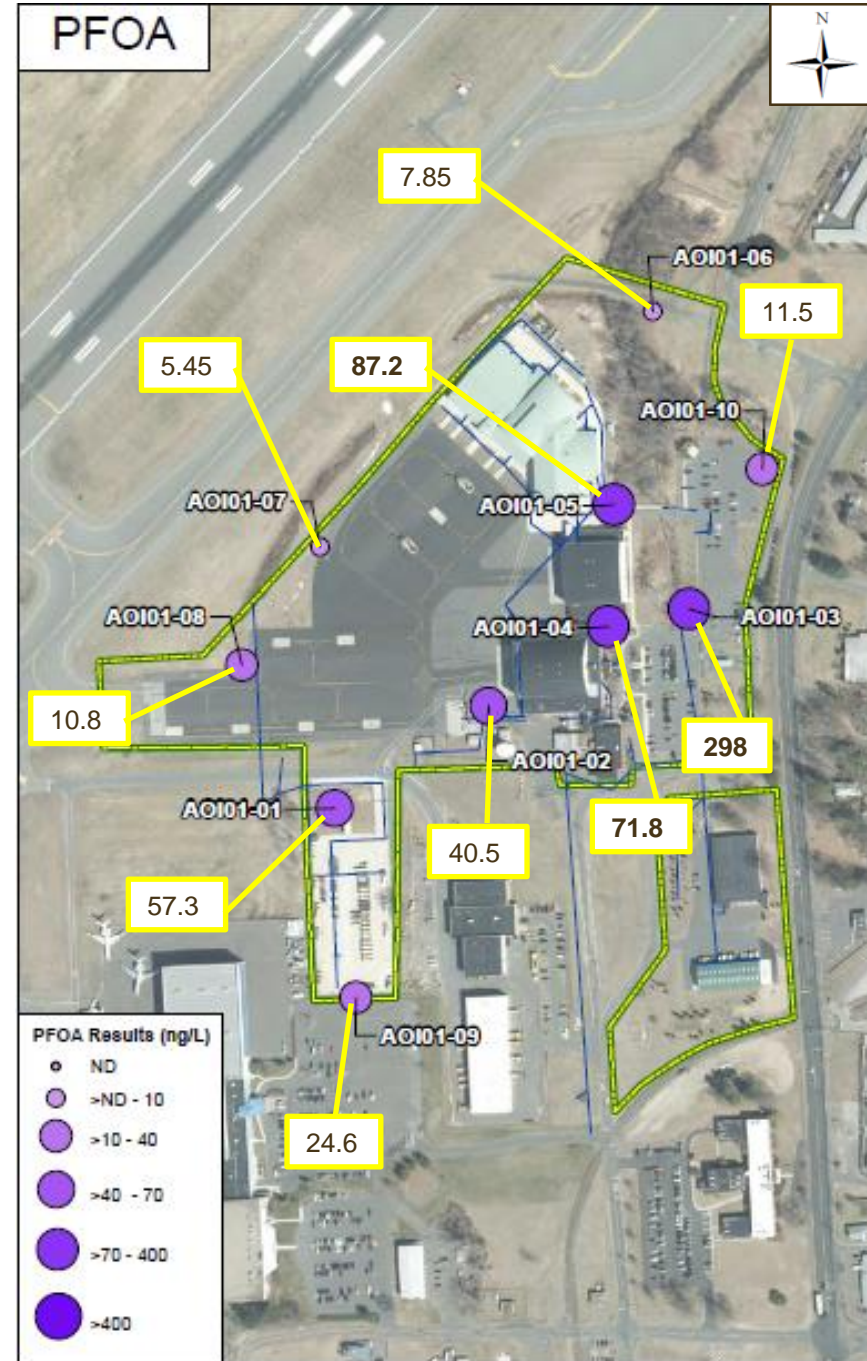 PFOA
N
7.85
AOI01-06
11.5
5.45
87.2
AOI01-10
AOI01-07
AOI01-05
AOI01-08
AOI01-04
AOI01-03
10.8
298
AOI01-02
AOI01-01
71.8
40.5
57.3
AOI01-09
24.6
PFOA Results (ng/L)
ND
>ND - 10
>10 - 40
>40 - 70
>70 - 400
>400